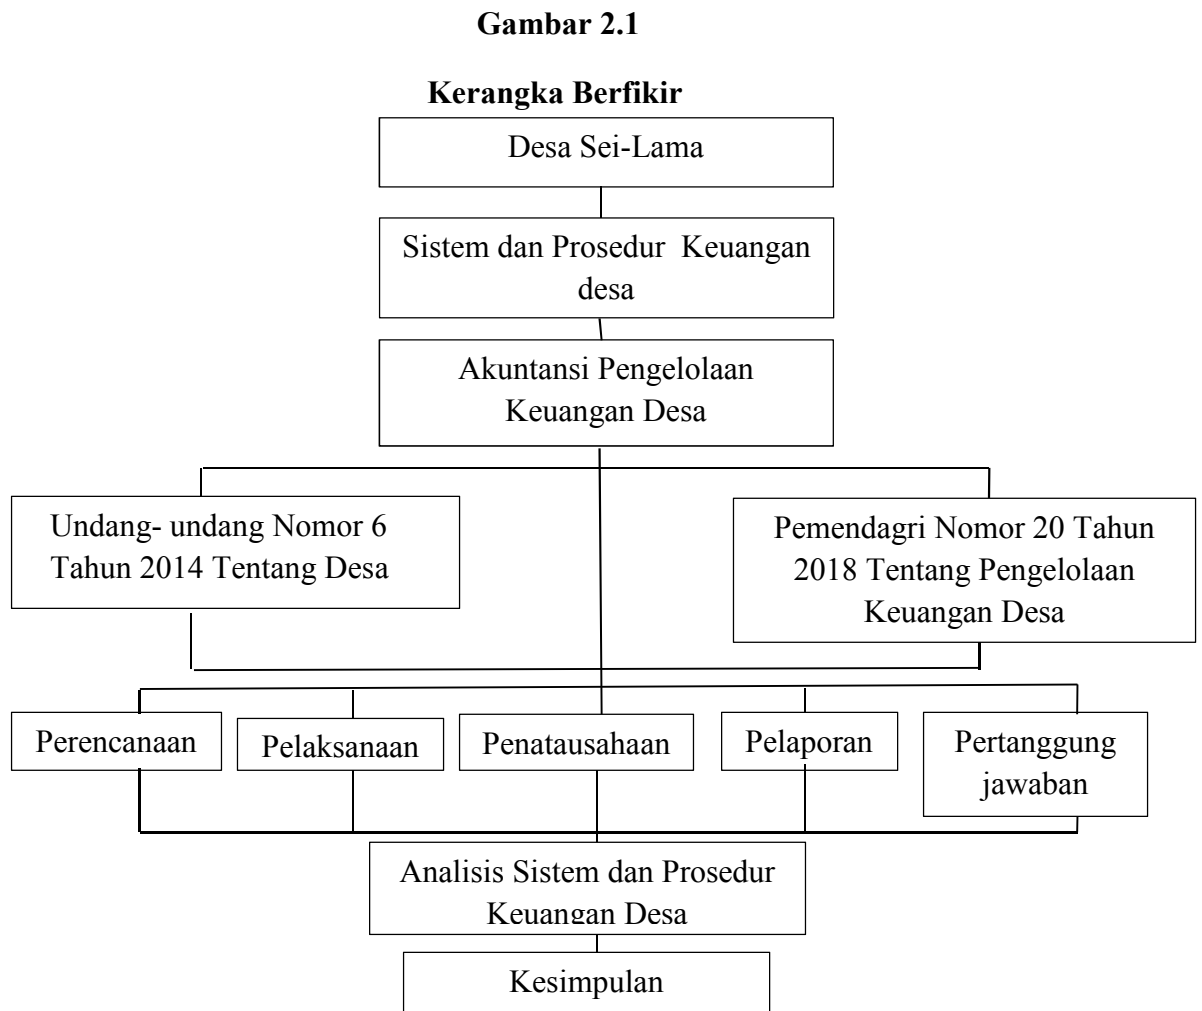 Gambar 2.1
Kerangka Berfikir
Desa Sei-Lama
Sistem dan Prosedur Keuangan
desa
Akuntansi Pengelolaan
Keuangan Desa
Undang- undang Nomor 6
Tahun 2014 Tentang Desa
Pemendagri Nomor 20 Tahun
2018 Tentang Pengelolaan
Keuangan Desa
Perencanaan
Pelaksanaan
Penatausahaan
Pelaporan
Pertanggung
jawaban
Analisis Sistem dan Prosedur
Keuangan Desa
Kesimpulan